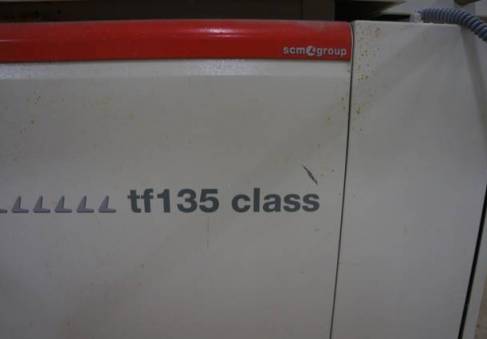 scm group
tf135 class